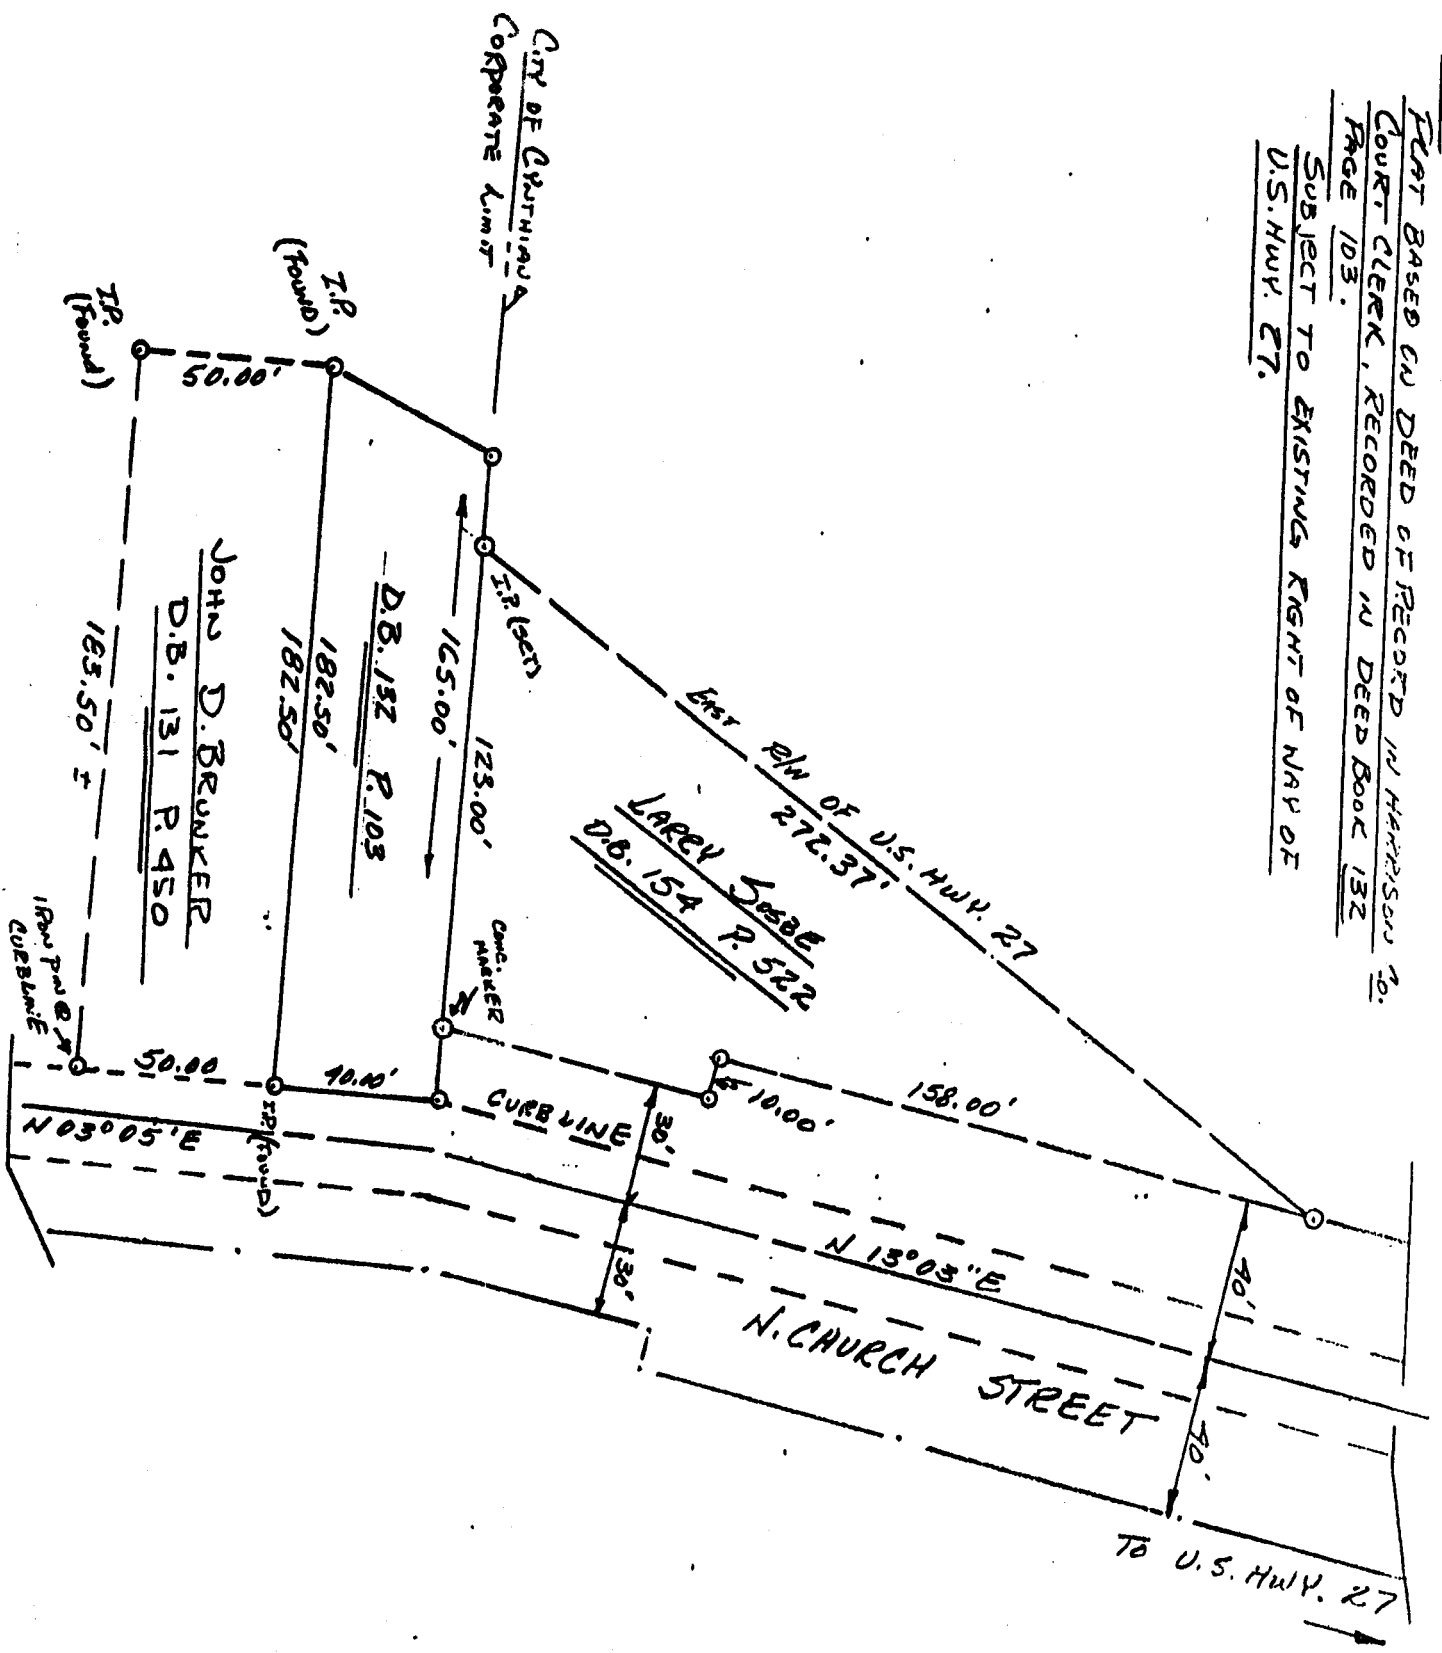 PLAT BASED ON DEED OF RECORD IN HARRISON CO.
COURT CLERK, RECORDED IN DEED BOOK 132
PAGE 103.
SUBJECT TO EXISTING RIGHT OF WAY OF
U.S. HWY. 27.
CITY OF CYNTHIANA
CORPORATE LIMIT
I.P.
(FOUND)
I.P.
(FOUND)
50.00'
EAST R/W OF U.S. HWY. 27
272.37'
I.P. (SET)
LARRY SOSBE
D.B. 154 P. 522
165.00'
123.00'
D.B. 132 P. 103
182.50'
182.50'
JOHN D. BRUNKER
D.B. 131 P. 450
183.50' ±
CONC.
MARKER
IRON PIN @
CURBLINE
50.00
40.00'
I.P. (FOUND)
CURB LINE
10.00'
158.00'
30'
30'
40'
40'
N 03° 05' E
N 13° 03" E
N. CHURCH STREET
TO U.S. HWY. 27